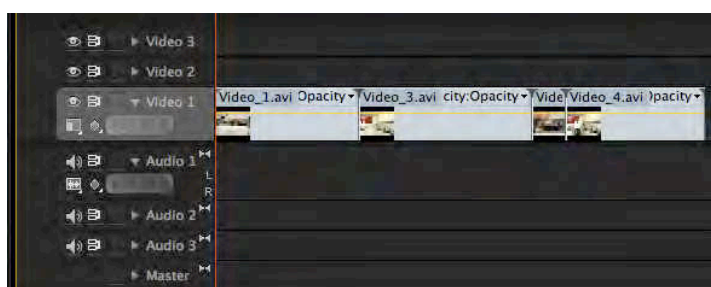 Video 3
Video 2
Video 1
Video_1.avi Opacity
Video_3.avi city:Opacity
Vide
Video_4.avi )pacity
Audio 1
L
R
Audio 2
Audio 3
Master